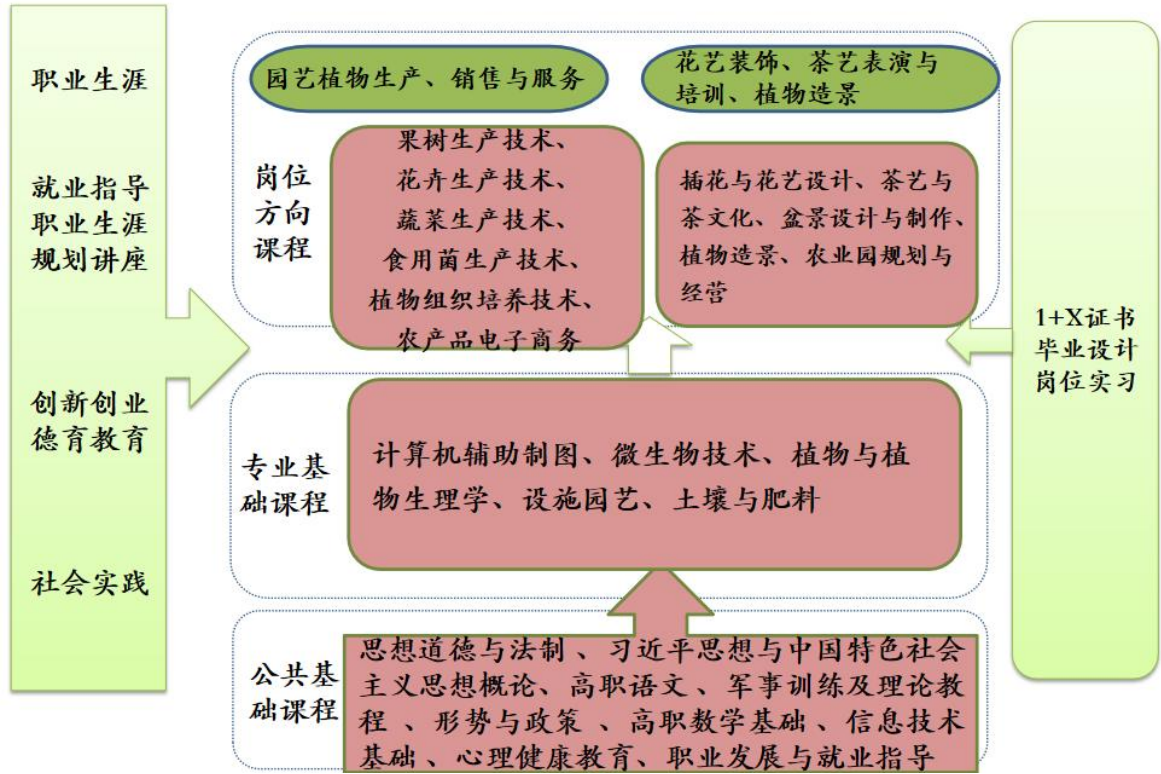 职业生涯
就业指导
职业生涯
规划讲座
创新创业
德育教育
社会实践
园艺植物生产、销售与服务
花艺装饰、茶艺表演与
培训、植物造景
岗位
方向
课程
果树生产技术、
花卉生产技术、
蔬菜生产技术、
食用菌生产技术、
植物组织培养技术、
农产品电子商务
插花与花艺设计、茶艺与
茶文化、盆景设计与制作、
植物造景、农业园规划与
经营
专业基
础课程
计算机辅助制图、微生物技术、植物与植
物生理学、设施园艺、土壤与肥料
公共基
础课程
思想道德与法制、习近平思想与中国特色社会
主义思想概论、高职语文、军事训练及理论教
程、形势与政策、高职数学基础、信息技术
基础、心理健康教育、职业发展与就业指导
1+X证书
毕业设计
岗位实习